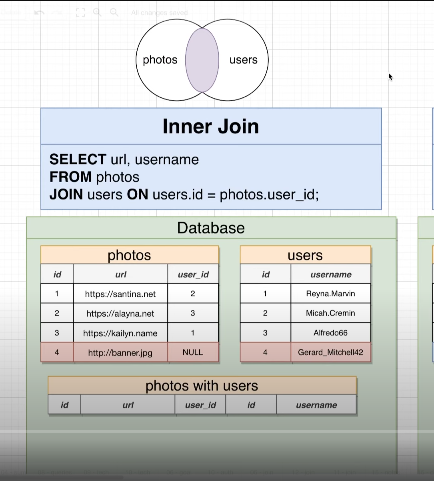 photos users
Inner Join
SELECT url, username
FROM photos
JOIN users ON users.id = photos.user_id;
Database
photos users
id url user_id id username
1 https://santina.net 2 1 Reyna.Marvin
2 https://alayna.net 3 2 Micah.Cremin
3 https://kailyn.name 1 3 Alfredo66
4 http://banner.jpg NULL 4 Gerard_Mitchell42
photos with users
id url user_id id username